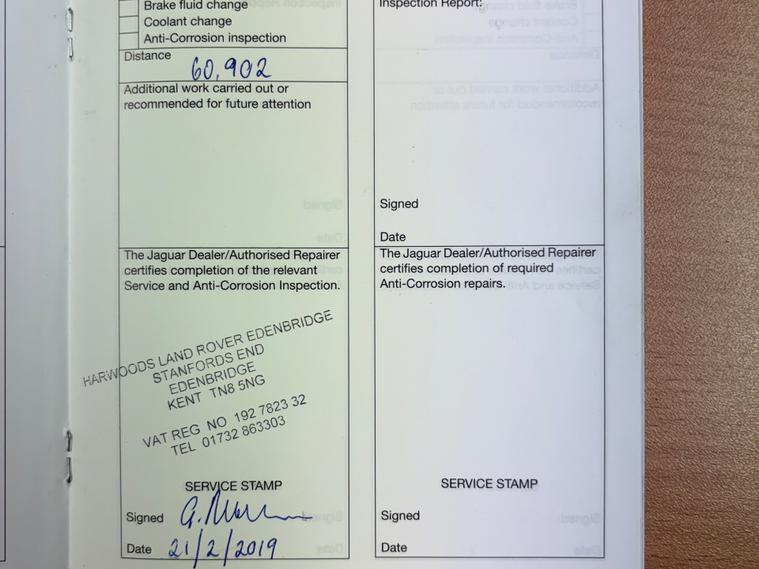 Brake fluid change
Coolant change
Anti-Corrosion inspection
Distance
60,902
Additional work carried out or
recommended for future attention
The Jaguar Dealer/Authorised Repairer
certifies completion of the relevant
Service and Anti-Corrosion Inspection.
HARWOODS LAND ROVER EDENBRIDGE
STANFORDS END
EDENBRIDGE
KENT TN8 5NG
VAT REG NO 192 7823 32
TEL 01732 863303
SERVICE STAMP
Signed
Date 21/2/2019
Inspection Report:
Signed
Date
The Jaguar Dealer/Authorised Repairer
certifies completion of required
Anti-Corrosion repairs.
SERVICE STAMP
Signed
Date